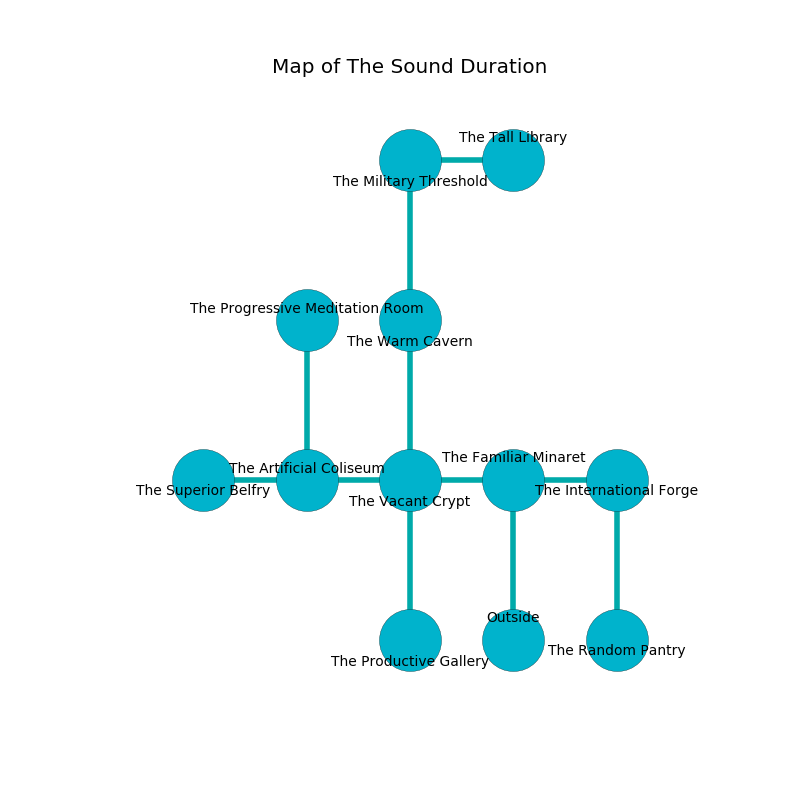 Map of The Sound Duration
The Tall Library
The Military Threshold
The Progressive Meditation Room
The Warm Cavern
The Familiar Minaret
The Artificial Coliseum
The Superior Belfry
The International Forge
The Vacant Crypt
Outside
The Random Pantry
The Productive Gallery